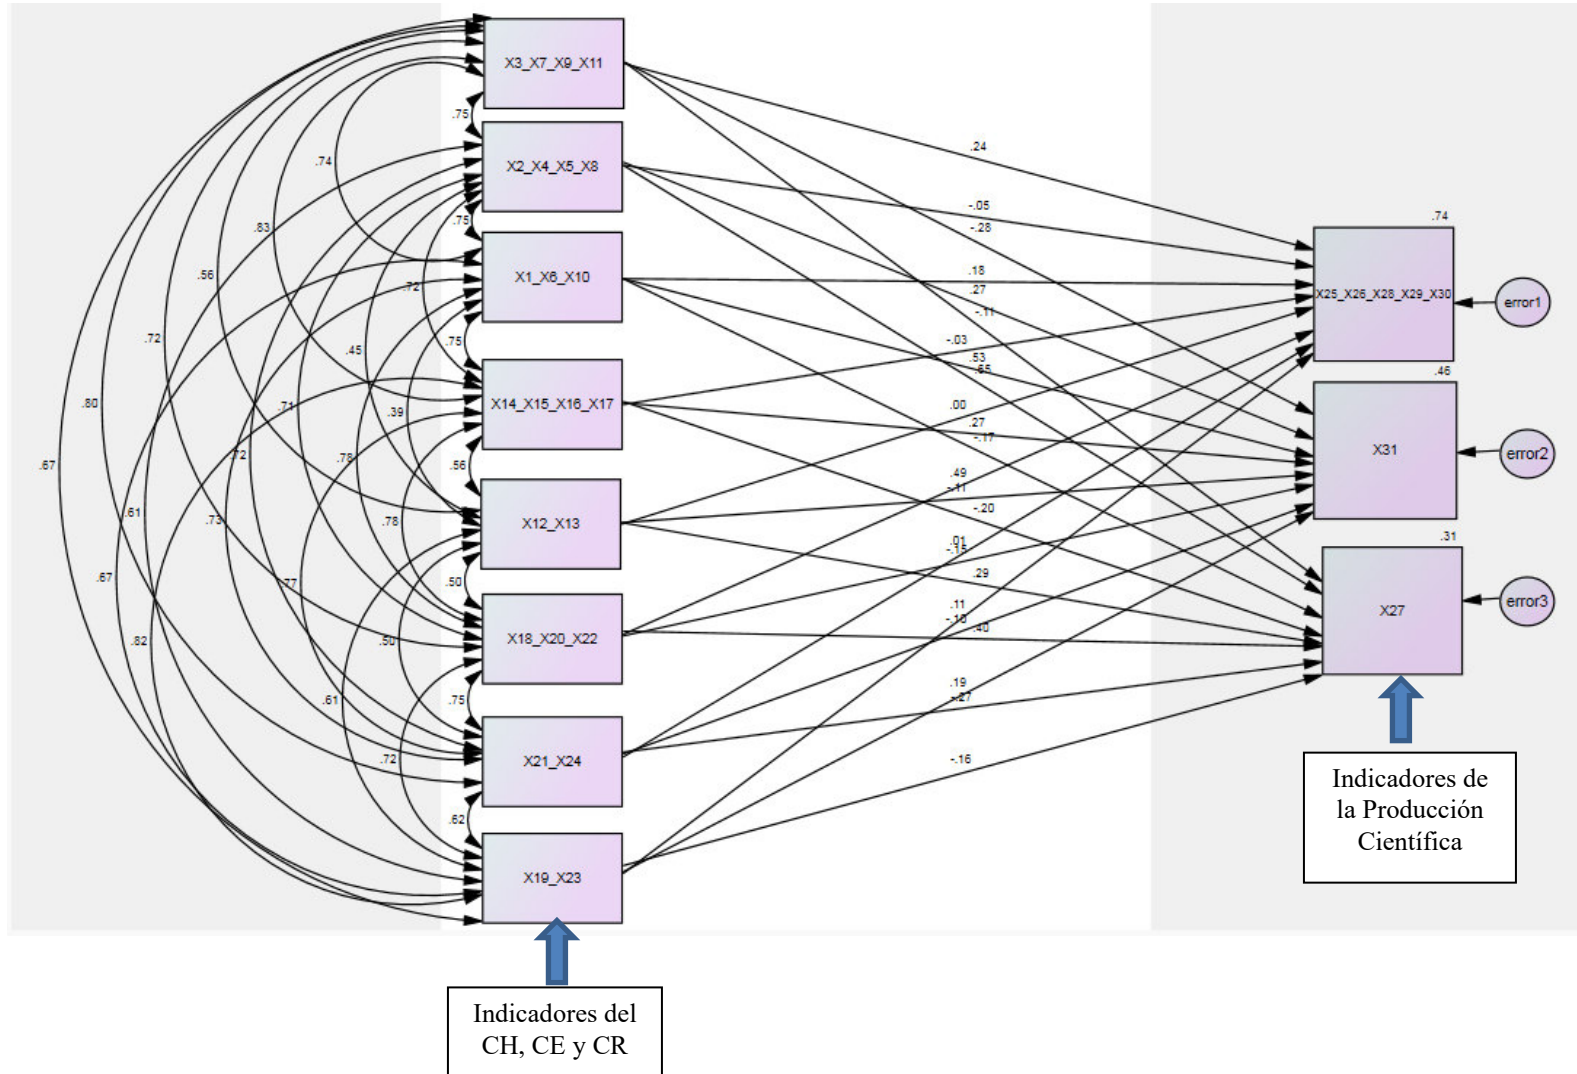 X3_X7_X9_X11
.75
.74
X2_X4_X5_X8
.24
-.05
.74
.75
.83
-.28
X1_X6_X10
.56
.18
.72
.27
X25_X26_X28_X29_X30
error1
-.11
.72
.75
.45
-.03
.53
.46
.80
.71
.39
X14_X15_X16_X17
.00
.27
-.17
X31
error2
.67
.72
.78
.56
.49
-.11
.61
.73
.78
X12_X13
-.20
.01
-.15
.31
.67
.77
.50
.29
error3
X27
.11
-.10
.40
.82
.50
X18_X20_X22
.61
.75
.19
-.27
.72
X21_X24
-.16
.62
X19_X23
Indicadores de
la Producción
Científica
Indicadores del
CH, CE y CR